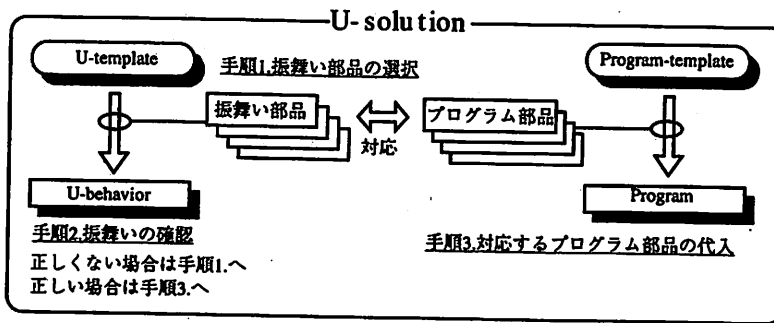 U-solution
U-template
手順1.振舞い部品の選択
Program-template
振舞い部品
対応
プログラム部品
U-behavior
Program
手順2.振舞いの確認
正しくない場合は手順1.へ
正しい場合は手順3.へ
手順3.対応するプログラム部品の代入